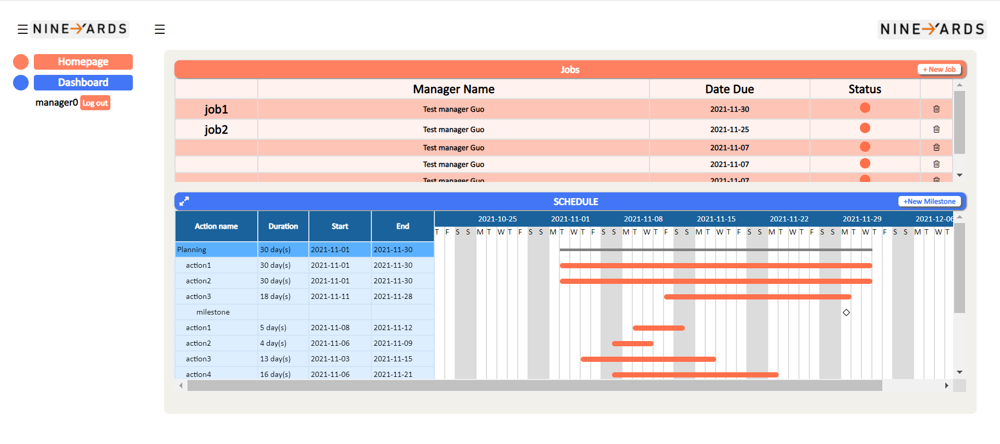 NINE YARDS
NINE YARDS
Homepage
Dashboard
manager0 Log out
Jobs
+ New Job
Manager Name Date Due Status
job1 Test manager Guo 2021-11-30
job2 Test manager Guo 2021-11-25
Test manager Guo 2021-11-07
Test manager Guo 2021-11-07
Test manager Guo 2021-11-07
SCHEDULE
+New Milestone
Action name Duration Start End
2021-10-25 2021-11-01 2021-11-08 2021-11-15 2021-11-22 2021-11-29 2021-12-06
T F S S M T W T F S S M T W T F S S M T W T F S S M T W T F S S M T W T F S S M T W T F S S M T W T
Planning 30 day(s) 2021-11-01 2021-11-30
action1 30 day(s) 2021-11-01 2021-11-30
action2 30 day(s) 2021-11-01 2021-11-30
action3 18 day(s) 2021-11-11 2021-11-28
milestone
action1 5 day(s) 2021-11-08 2021-11-12
action2 4 day(s) 2021-11-06 2021-11-09
action3 13 day(s) 2021-11-03 2021-11-15
action4 16 day(s) 2021-11-06 2021-11-21